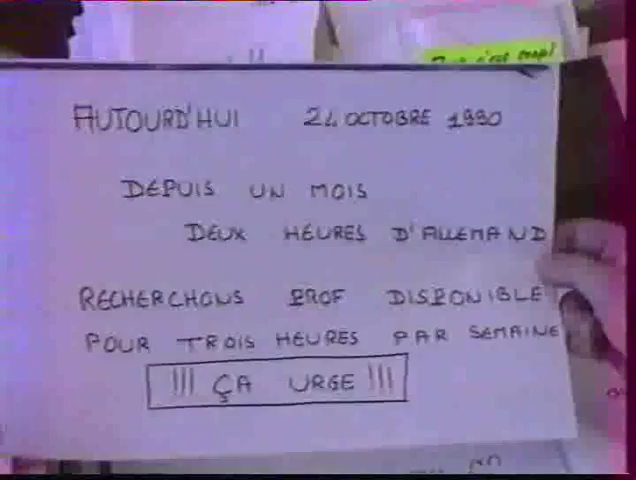 AUJOURD'HUI 24 OCTOBRE 1990
DEPUIS UN MOIS
DEUX HEURES D'ALLEMAND
RECHERCHONS PROF DISPONIBLE
POUR TROIS HEURES PAR SEMAINE
!!! ÇA URGE !!!